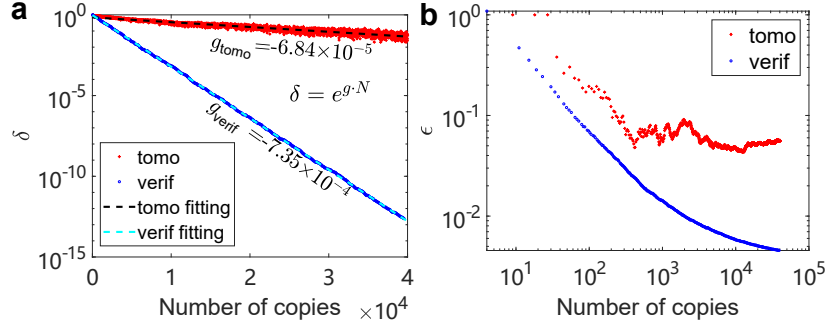 a
10^0
10^-5
10^-10
10^-15
δ
g_tomo=-6.84×10^-5
δ = e^{g·N}
g_verif=-7.35×10^-4
tomo
verif
tomo fitting
verif fitting
0 1 2 3 4
Number of copies ×10^4
b
10^0
10^-1
10^-2
ϵ
tomo
verif
10^1 10^2 10^3 10^4 10^5
Number of copies